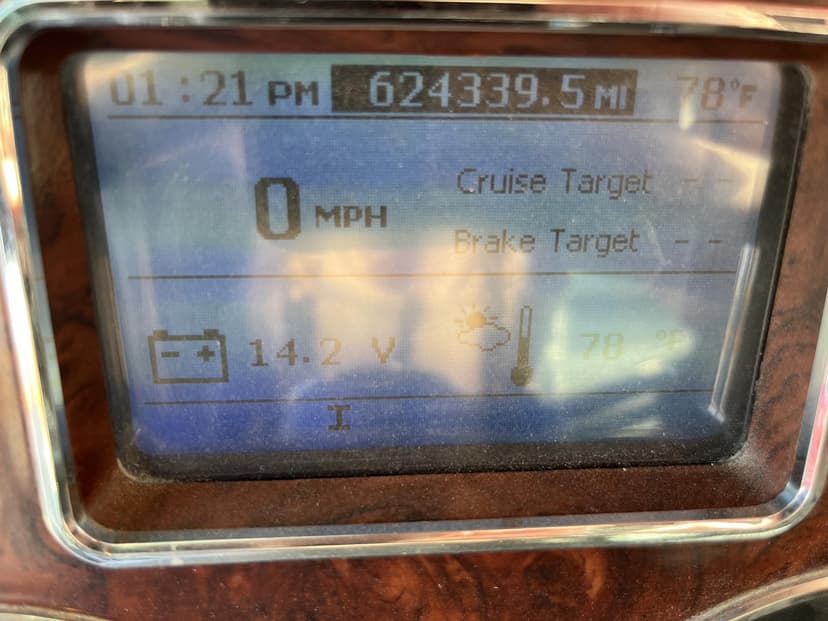 01:21 PM 624339.5 MI 78°F
0 MPH
Cruise Target --
Brake Target --
14.2 V 78 °F
I